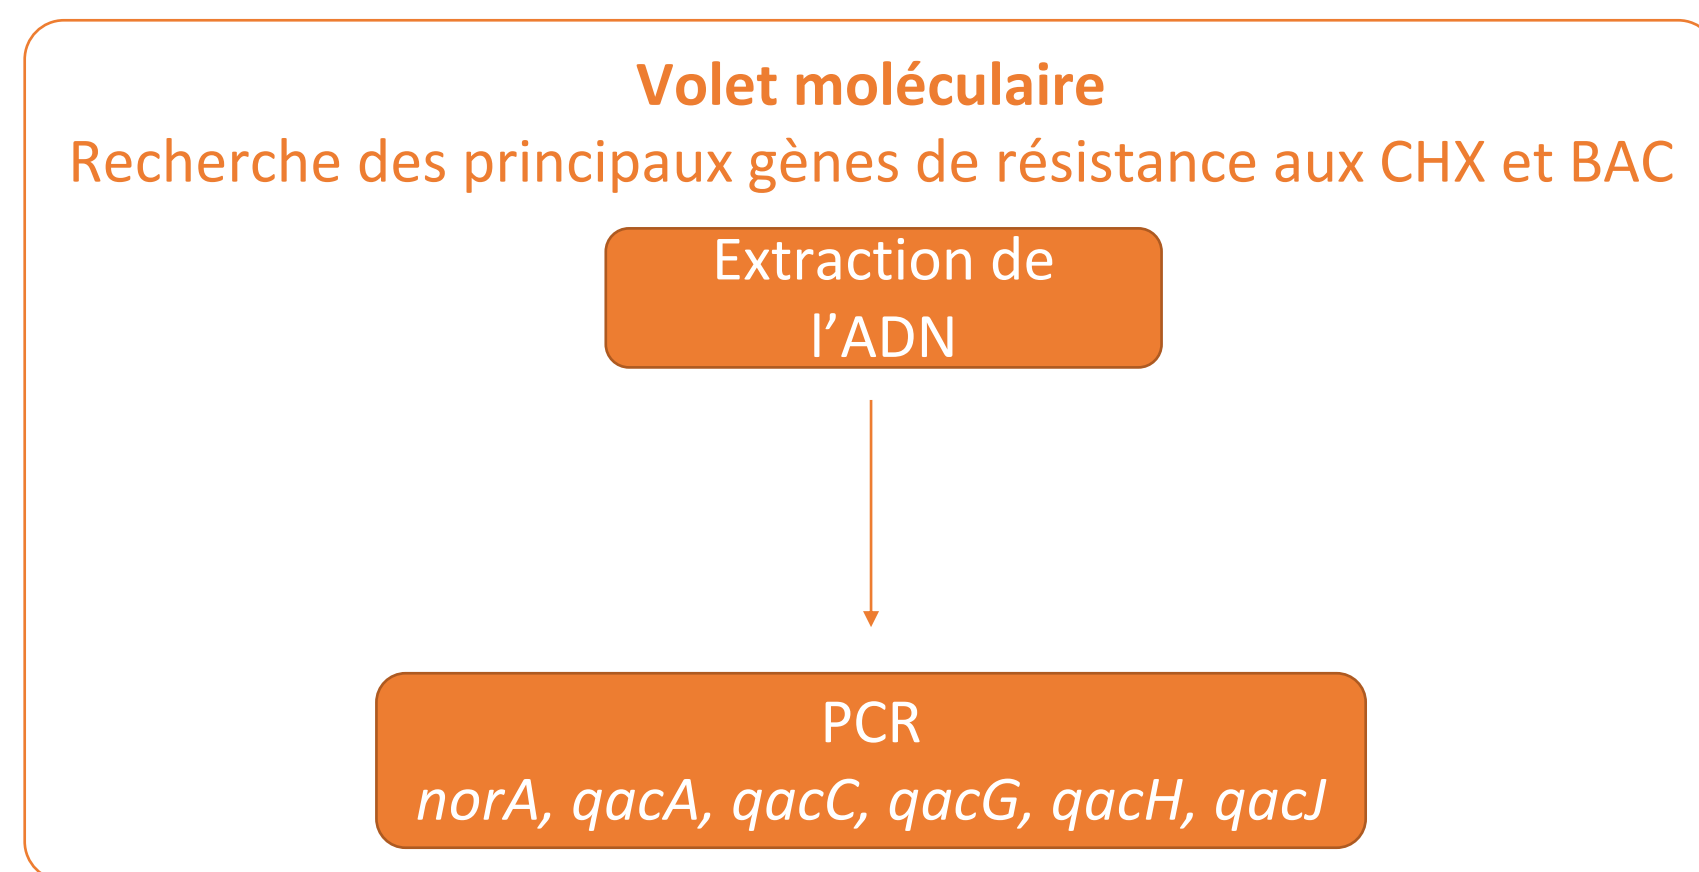 Volet moléculaire
Recherche des principaux gènes de résistance aux CHX et BAC
Extraction de
l’ADN
PCR
norA, qacA, qacC, qacG, qacH, qacJ